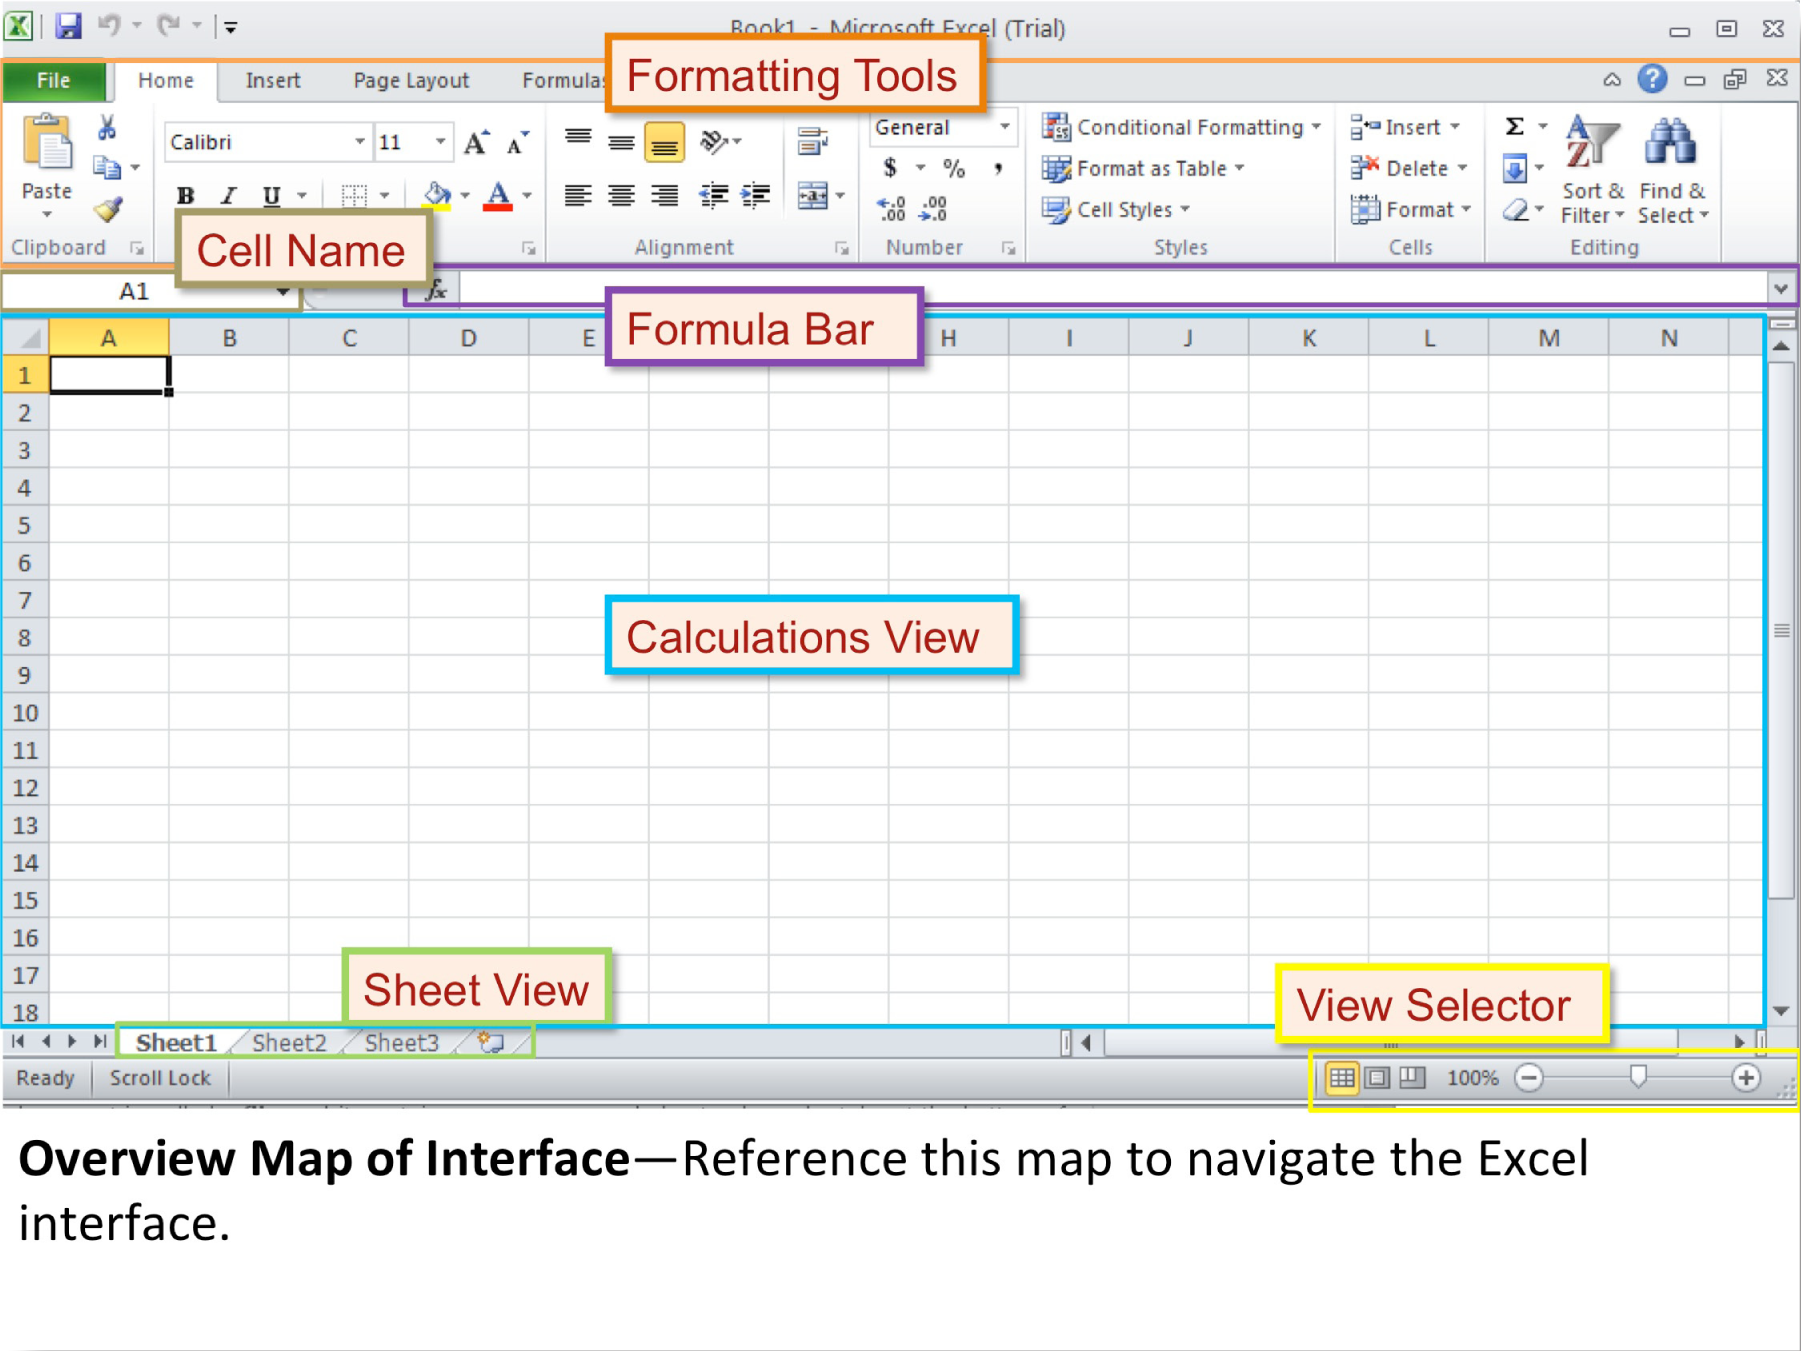 Book1 - Microsoft Excel (Trial)
File Home Insert Page Layout Formulas
Formatting Tools
Calibri 11 A A General Conditional Formatting Insert Σ
Paste B I U A $ % , Format as Table Delete Sort & Filter Find & Select
.00 .00 Cell Styles Format
Clipboard Alignment Number Styles Cells Editing
Cell Name
A1 fx
Formula Bar
A B C D E H I J K L M N
1
2
3
4
5
6
7
8
Calculations View
9
10
11
12
13
14
15
16
17
Sheet View
View Selector
18
Sheet1 Sheet2 Sheet3
Ready Scroll Lock 100%
Overview Map of Interface—Reference this map to navigate the Excel
interface.